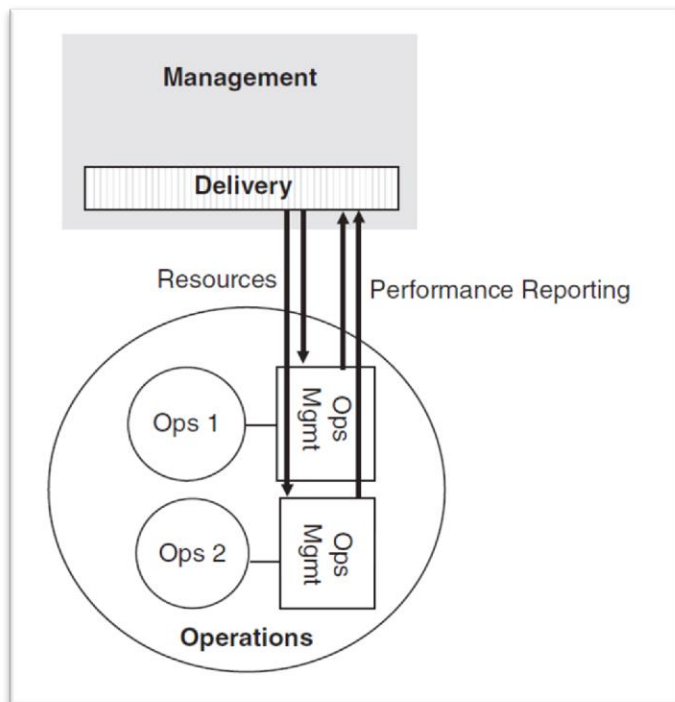 Management
Delivery
Resources
Performance Reporting
Ops 1
Ops
Mgmt
Ops 2
Ops
Mgmt
Operations